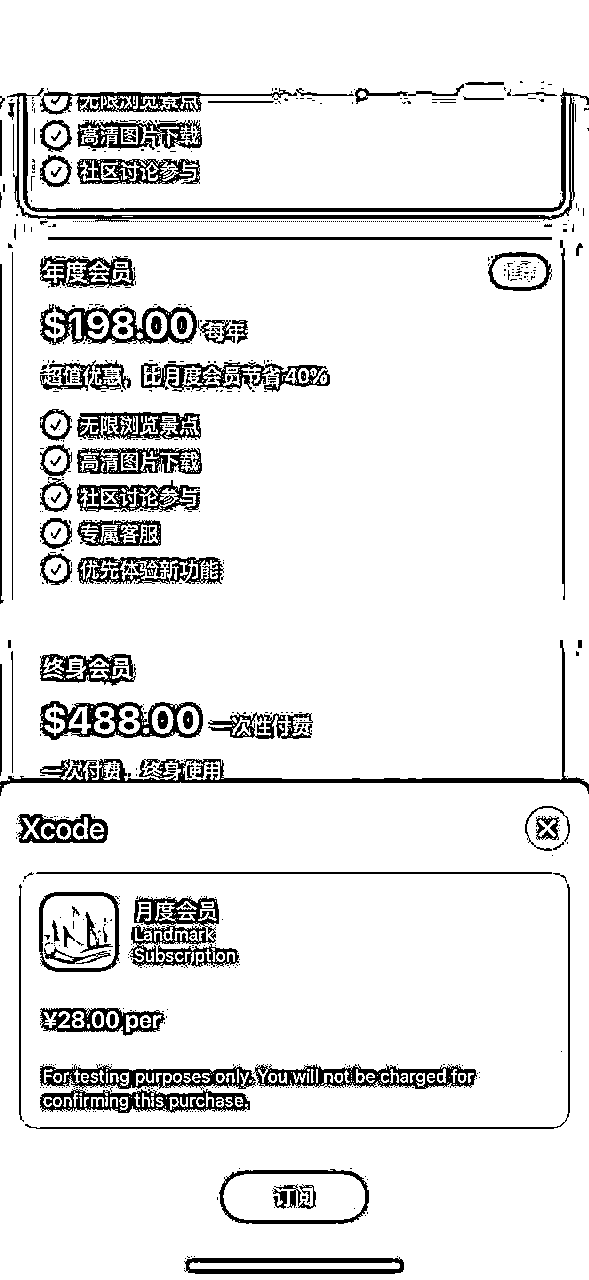 无限浏览景点
高清图片下载
社区讨论参与
年度会员
推荐
$198.00 每年
超值优惠，比月度会员节省40%
无限浏览景点
高清图片下载
社区讨论参与
专属客服
优先体验新功能
终身会员
$488.00 一次性付费
一次付费，终身使用
Xcode
月度会员
Landmark
Subscription
¥28.00 per
For testing purposes only. You will not be charged for
confirming this purchase.
订阅